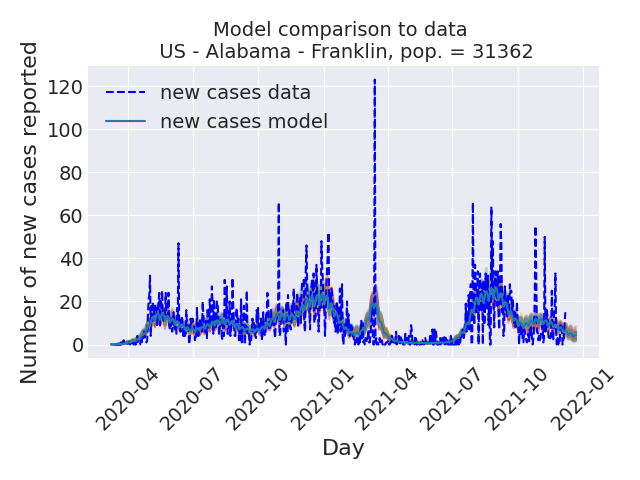 Model comparison to data
US - Alabama - Franklin, pop. = 31362
Number of new cases reported
120
100
80
60
40
20
0
new cases data
new cases model
2020-04
2020-07
2020-10
2021-01
2021-04
2021-07
2021-10
2022-01
Day